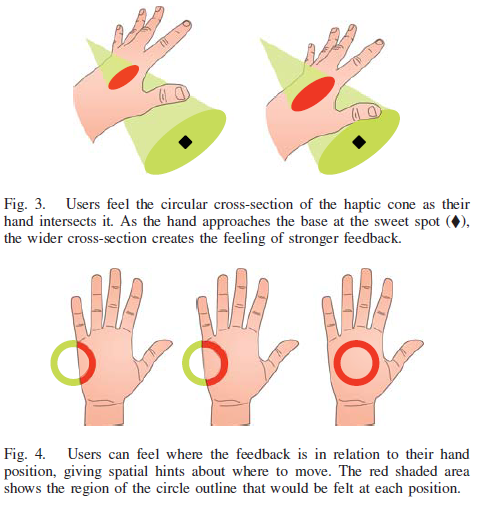 Fig. 3. Users feel the circular cross-section of the haptic cone as their
hand intersects it. As the hand approaches the base at the sweet spot (♦),
the wider cross-section creates the feeling of stronger feedback.
Fig. 4. Users can feel where the feedback is in relation to their hand
position, giving spatial hints about where to move. The red shaded area
shows the region of the circle outline that would be felt at each position.